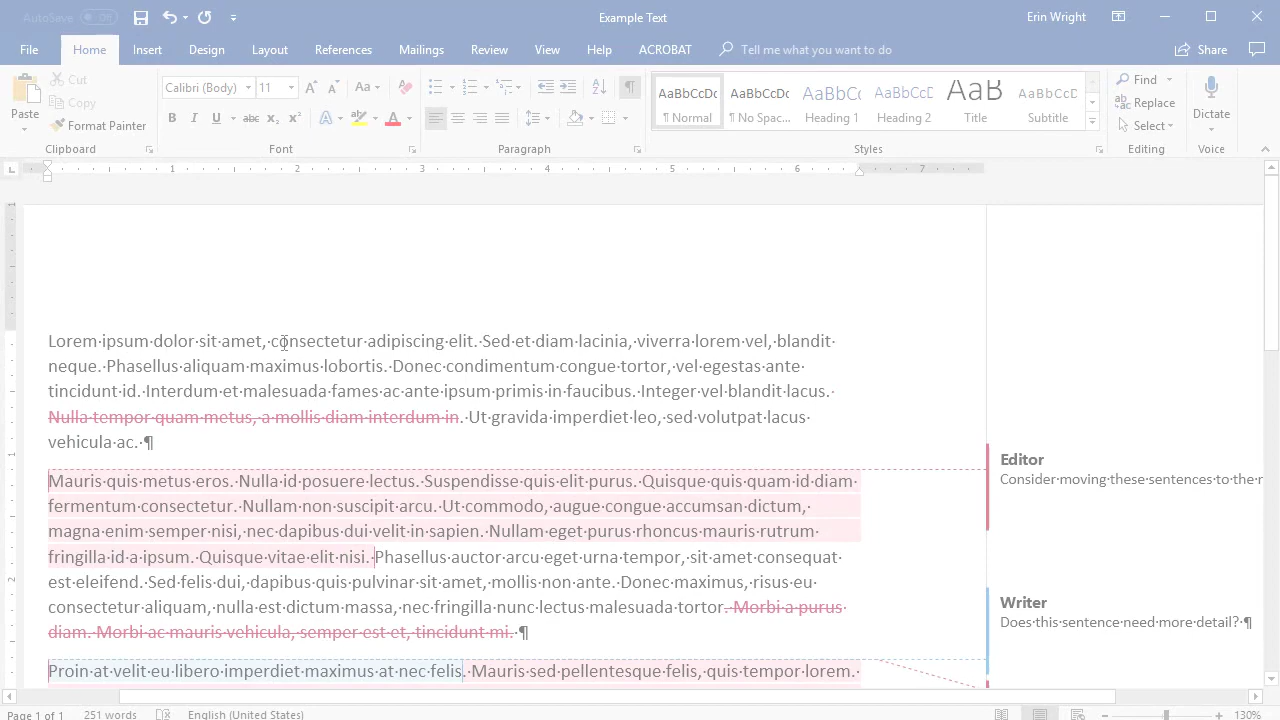 AutoSave Off Example Text Erin Wright
File Home Insert Design Layout References Mailings Review View Help ACROBAT Tell me what you want to do Share
Paste Cut Copy Format Painter
Calibri (Body) 11 Aa
B I U abc x₂ x² A A
AaBbCcDc AaBbCcDc AaBbCc AaBbCcD AaB AaBbCcD
¶ Normal ¶ No Spac... Heading 1 Heading 2 Title Subtitle
Find Replace Select Dictate
Clipboard Font Paragraph Styles Editing Voice
1 2 3 4 5 6 7
Lorem·ipsum·dolor·sit·amet,·consectetur·adipiscing·elit.·Sed·et·diam·lacinia,·viverra·lorem·vel,·blandit·
neque.·Phasellus·aliquam·maximus·lobortis.·Donec·condimentum·congue·tortor,·vel·egestas·ante·
tincidunt·id.·Interdum·et·malesuada·fames·ac·ante·ipsum·primis·in·faucibus.·Integer·vel·blandit·lacus.·
Nulla·tempor·quam·metus,·a·mollis·diam·interdum·in.·Ut·gravida·imperdiet·leo,·sed·volutpat·lacus·
vehicula·ac.·¶
Mauris·quis·metus·eros.·Nulla·id·posuere·lectus.·Suspendisse·quis·elit·purus.·Quisque·quis·quam·id·diam·
fermentum·consectetur.·Nullam·non·suscipit·arcu.·Ut·commodo,·augue·congue·accumsan·dictum,·
magna·enim·semper·nisi,·nec·dapibus·dui·velit·in·sapien.·Nullam·eget·purus·rhoncus·mauris·rutrum·
fringilla·id·a·ipsum.·Quisque·vitae·elit·nisi.·Phasellus·auctor·arcu·eget·urna·tempor,·sit·amet·consequat·
est·eleifend.·Sed·felis·dui,·dapibus·quis·pulvinar·sit·amet,·mollis·non·ante.·Donec·maximus,·risus·eu·
consectetur·aliquam,·nulla·est·dictum·massa,·nec·fringilla·nunc·lectus·malesuada·tortor.·Morbi·a·purus·
diam.·Morbi·ac·mauris·vehicula,·semper·est·et,·tincidunt·mi.·¶
Proin·at·velit·eu·libero·imperdiet·maximus·at·nec·felis.·Mauris·sed·pellentesque·felis,·quis·tempor·lorem.·
Editor
Consider·moving·these·sentences·to·the·
Writer
Does·this·sentence·need·more·detail?·¶
Page 1 of 1 251 words English (United States) 130%